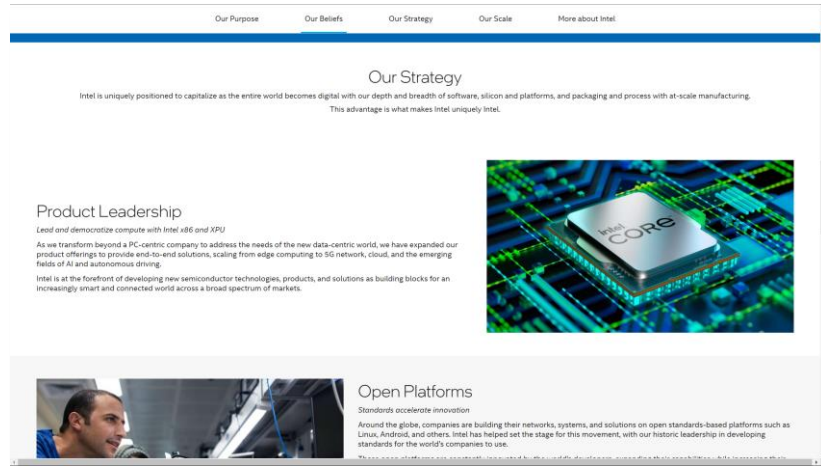 Our Purpose Our Beliefs Our Strategy Our Scale More about Intel
Our Strategy
Intel is uniquely positioned to capitalize as the entire world becomes digital with our depth and breadth of software, silicon and platforms, and packaging and process with at-scale manufacturing.
This advantage is what makes Intel uniquely Intel.
Product Leadership
Lead and democratize compute with Intel x86 and XPU
As we transform beyond a PC-centric company to address the needs of the new data-centric world, we have expanded our
product offerings to provide end-to-end solutions, scaling from edge computing to 5G network, cloud, and the emerging
fields of AI and autonomous driving.
Intel is at the forefront of developing new semiconductor technologies, products, and solutions as building blocks for an
increasingly smart and connected world across a broad spectrum of markets.
intel
CORE
Open Platforms
Standards accelerate innovation
Around the globe, companies are building their networks, systems, and solutions on open standards-based platforms such as
Linux, Android, and others. Intel has helped set the stage for this movement, with our historic leadership in developing
standards for the world's companies to use.